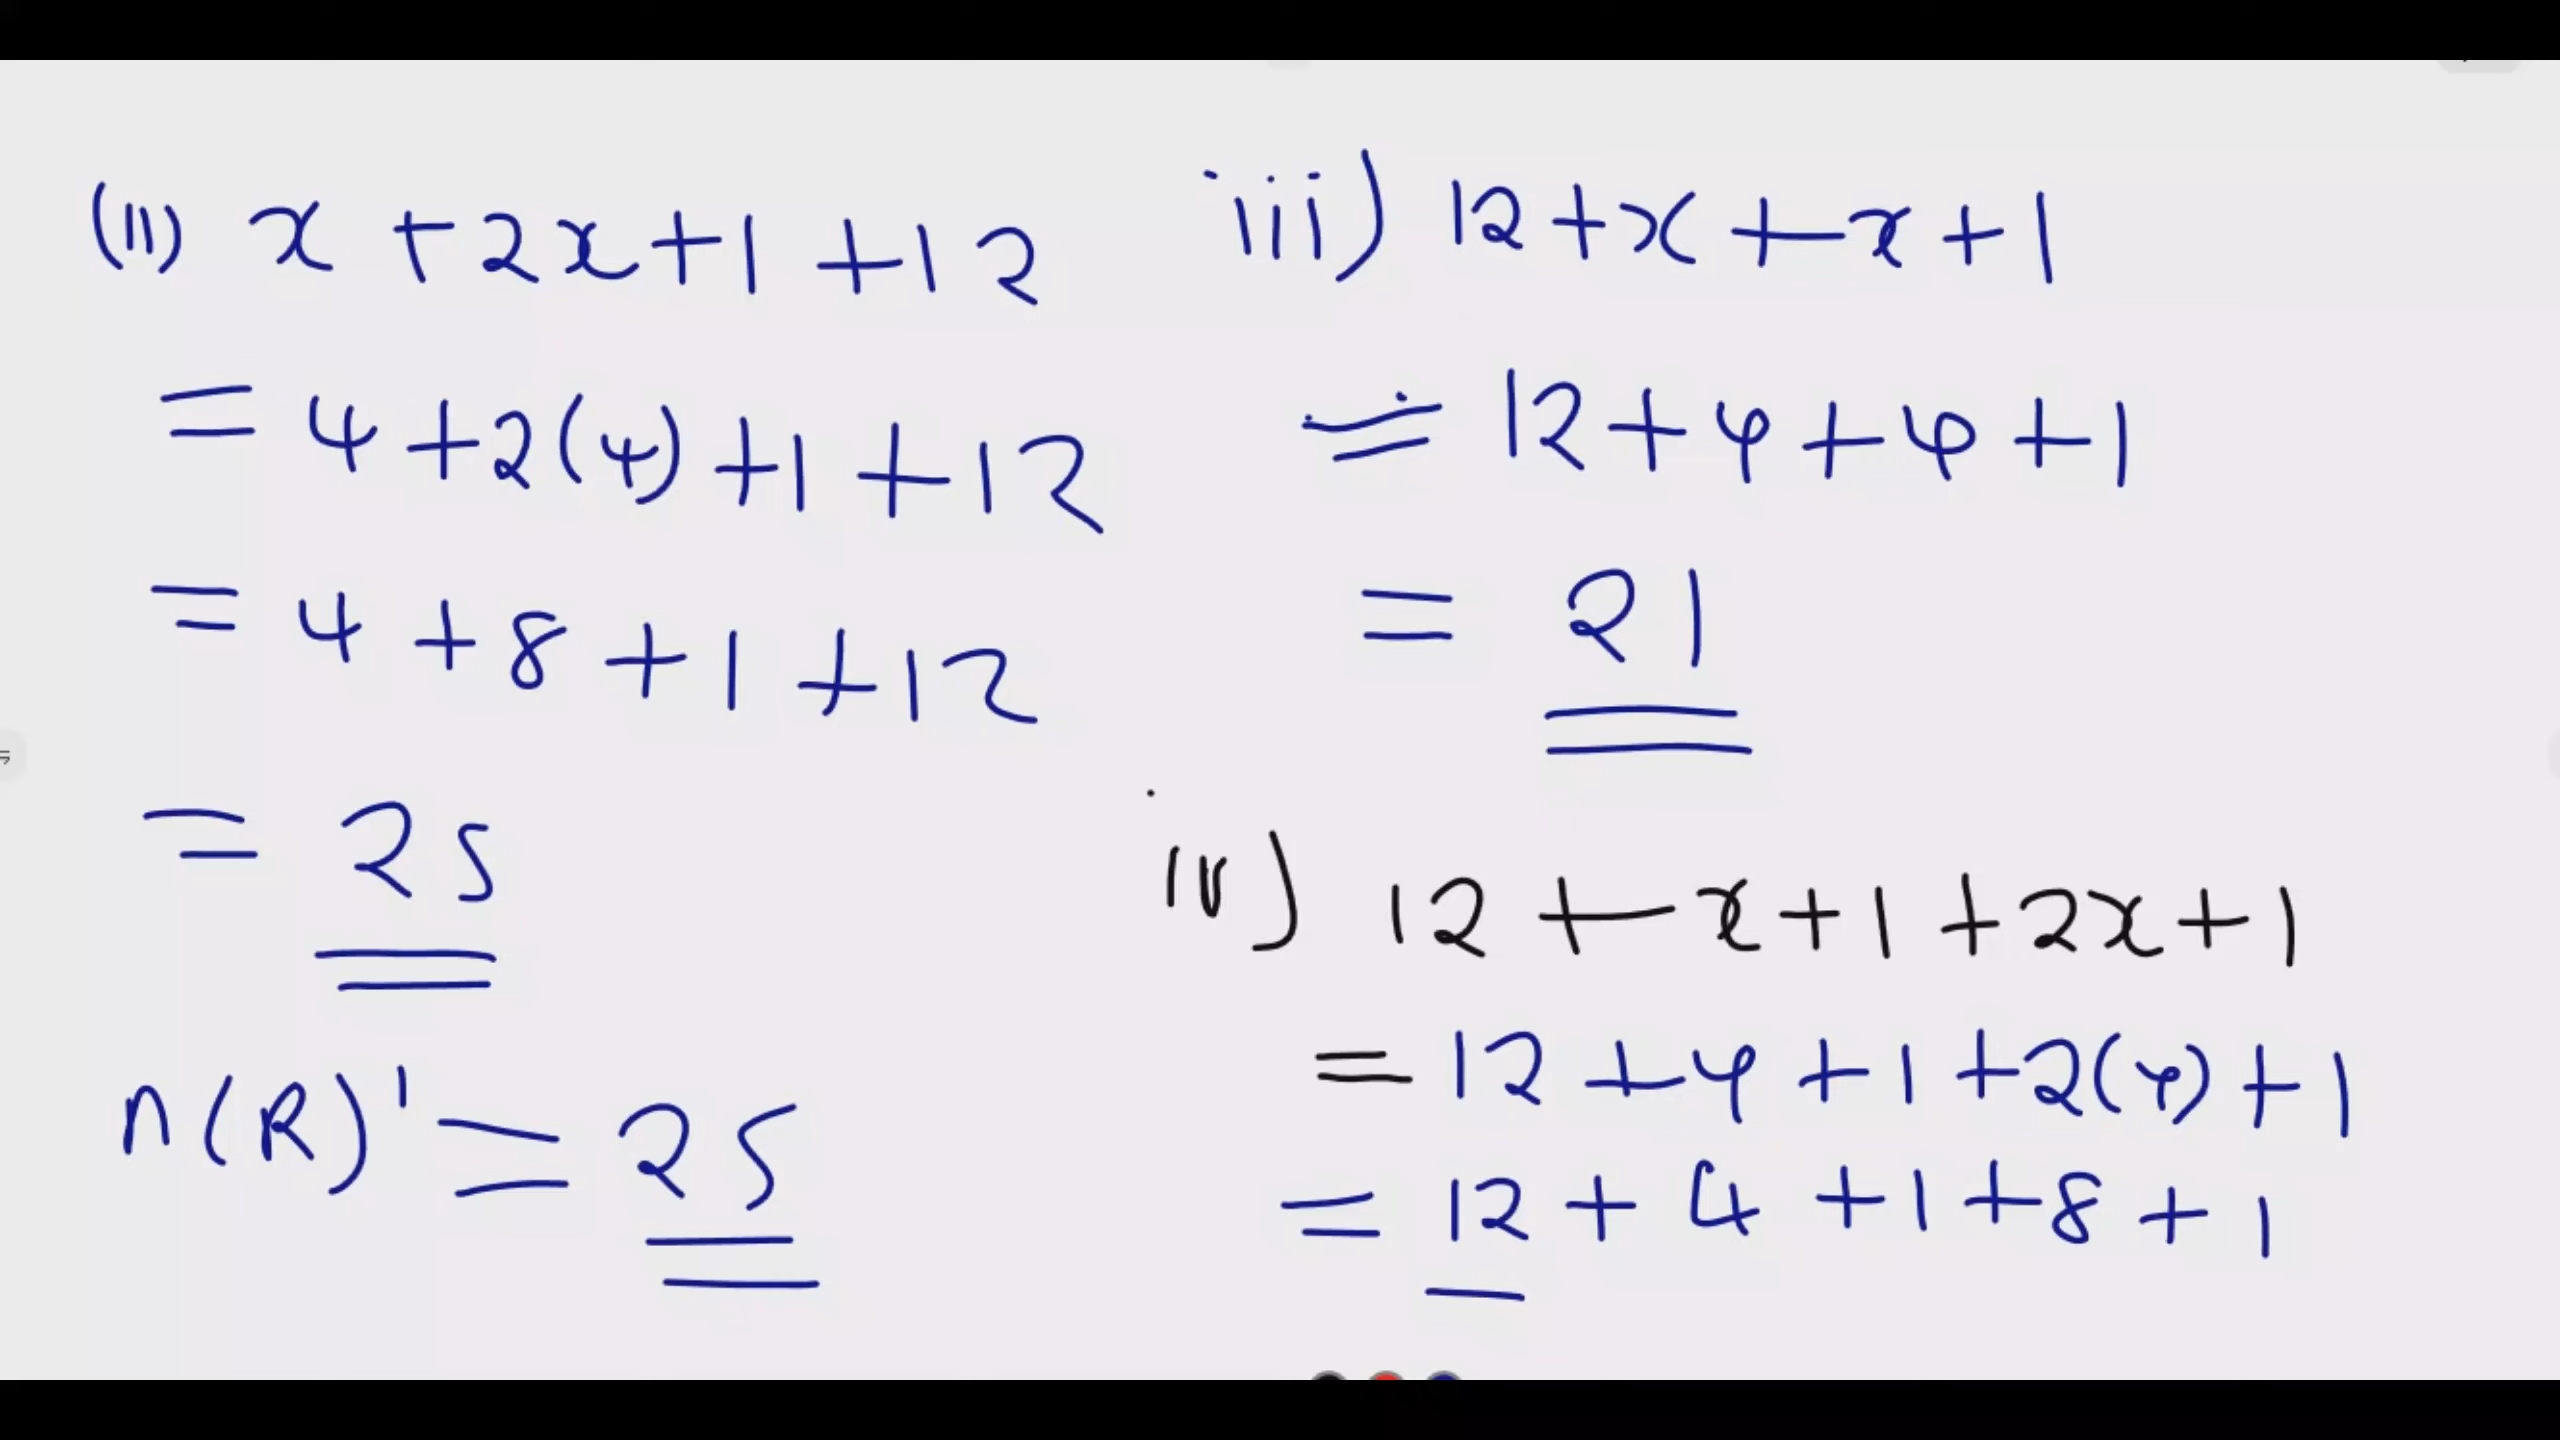 (II) x + 2x + 1 + 12
= 4 + 2(4) + 1 + 12
= 4 + 8 + 1 + 12
= 25
n(R)' = 25
iii) 12 + x + x + 1
= 12 + 4 + 4 + 1
= 21
iv) 12 + x + 1 + 2x + 1
= 12 + 4 + 1 + 2(4) + 1
= 12 + 4 + 1 + 8 + 1